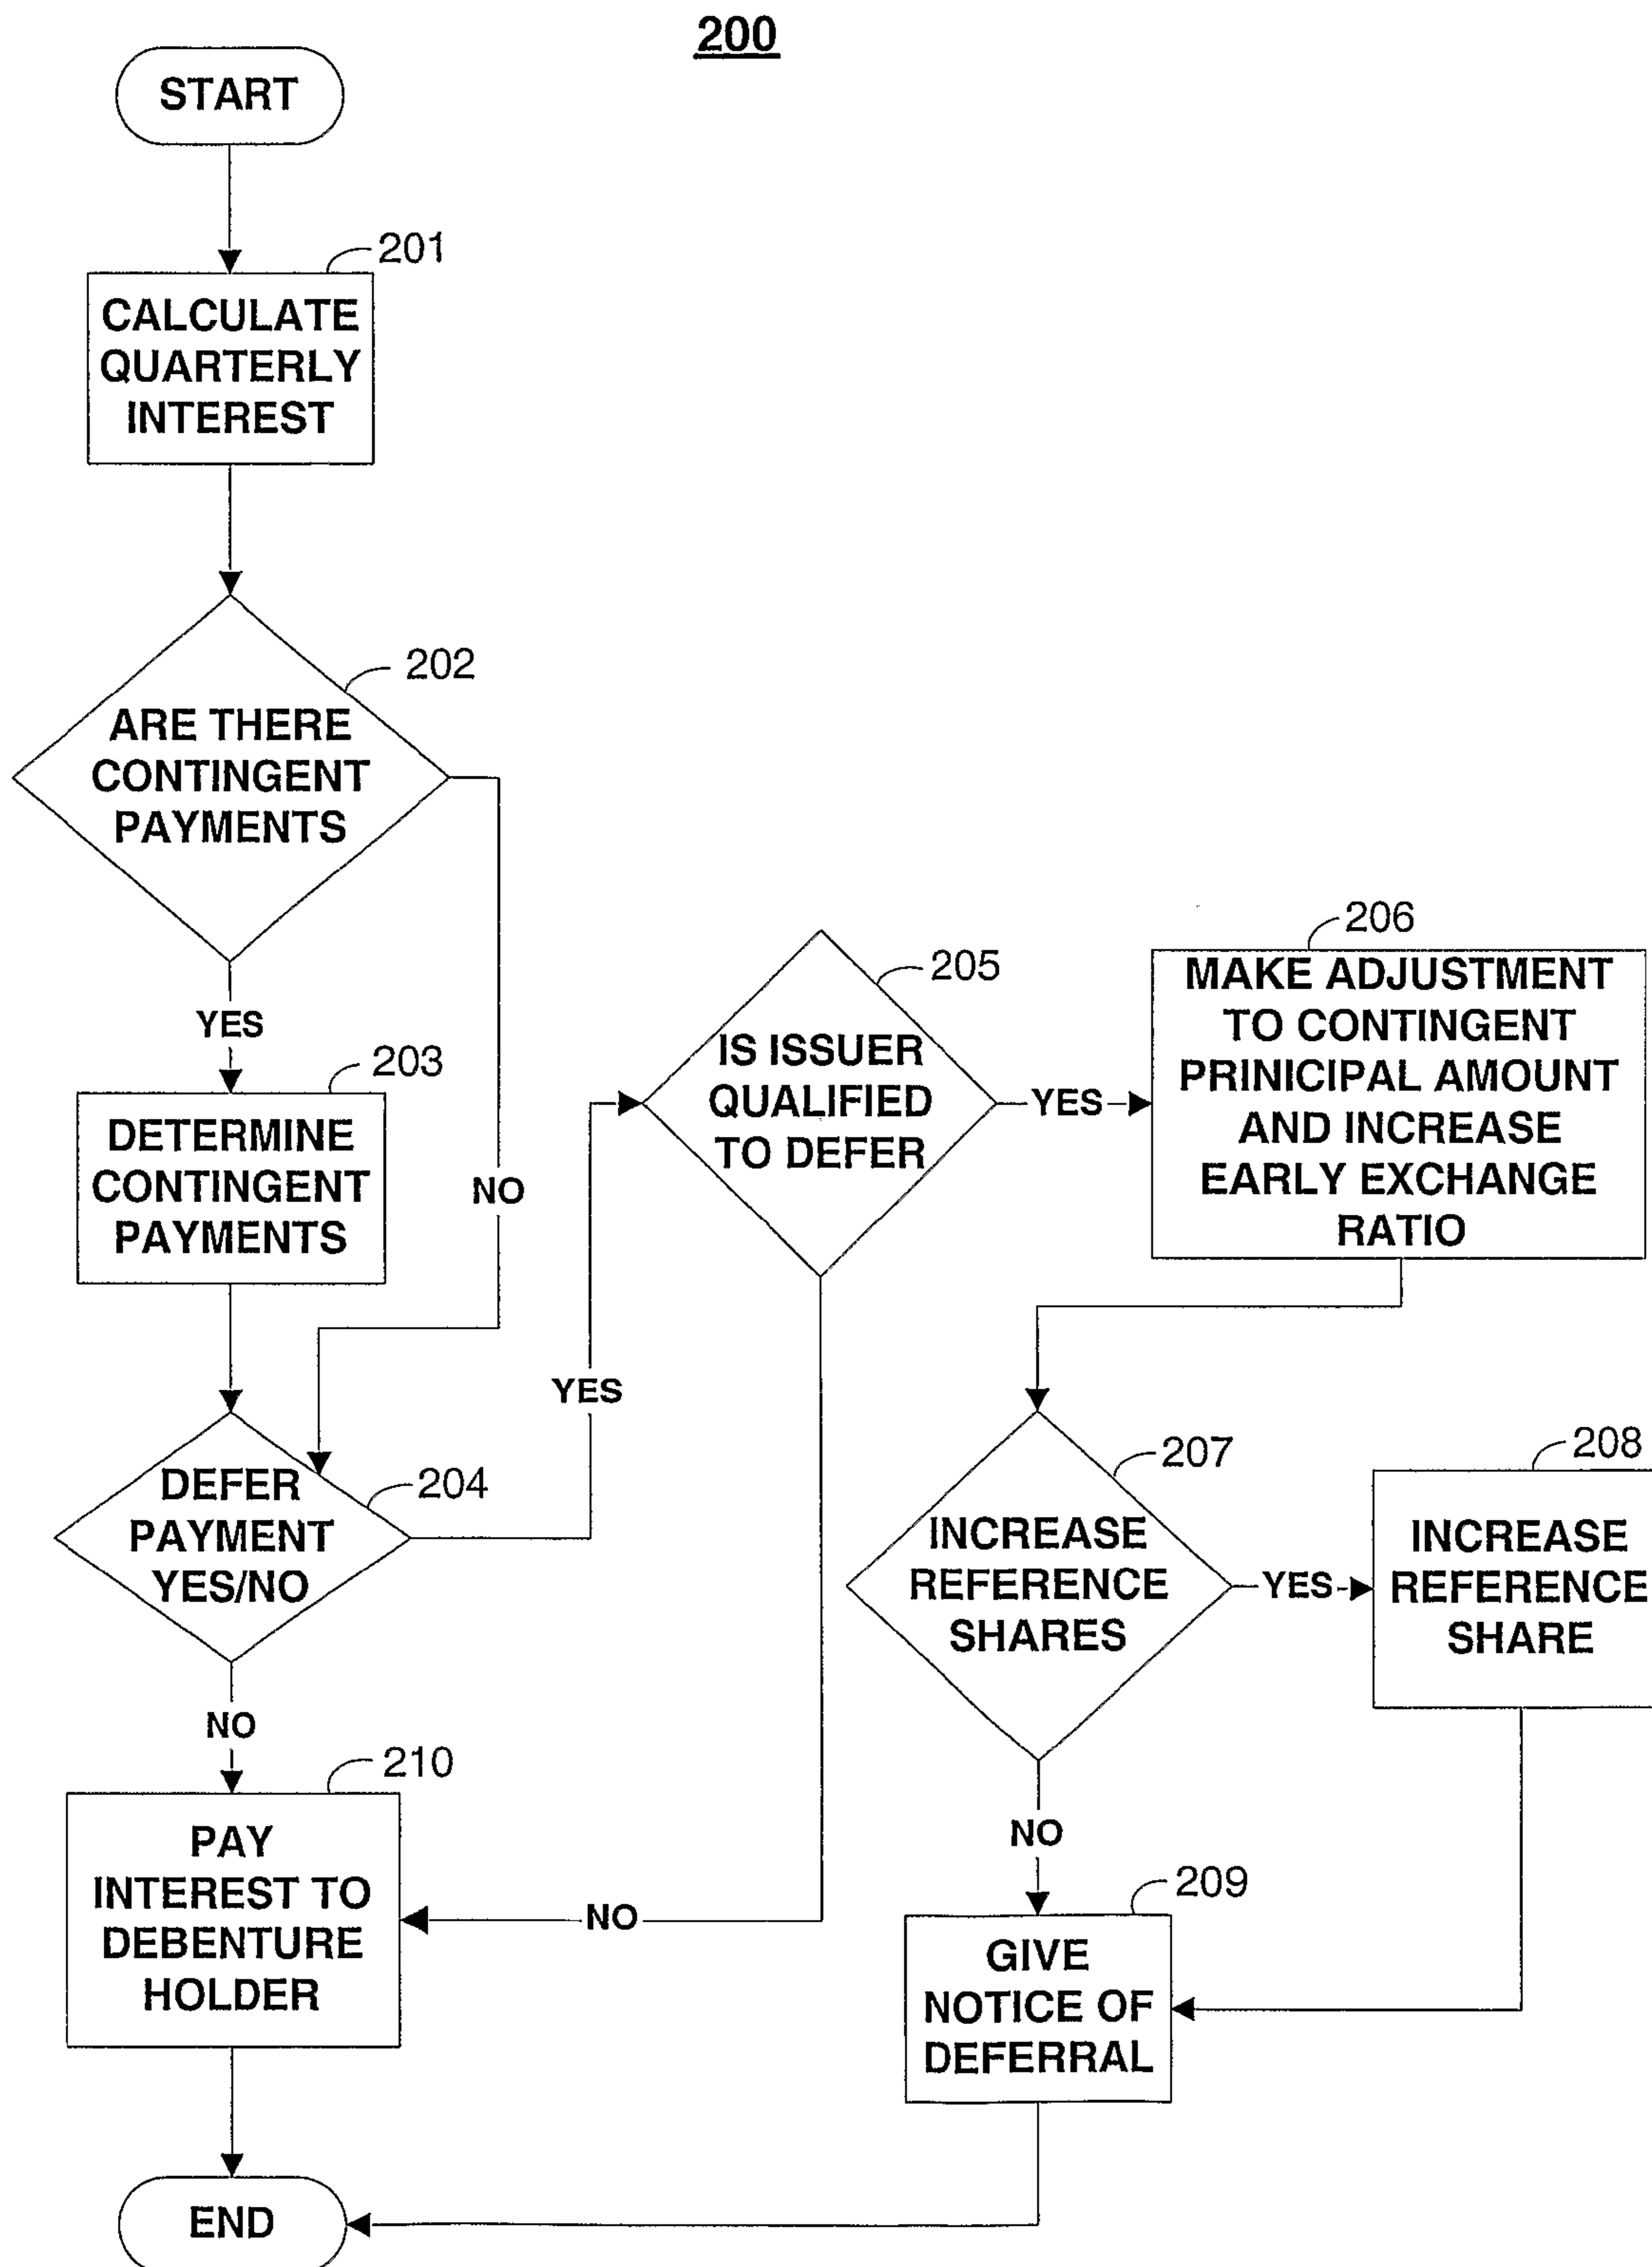 200
START
201
CALCULATE
QUARTERLY
INTEREST
202
ARE THERE
CONTINGENT
PAYMENTS
YES
NO
203
DETERMINE
CONTINGENT
PAYMENTS
204
DEFER
PAYMENT
YES/NO
YES
NO
205
IS ISSUER
QUALIFIED
TO DEFER
YES
NO
206
MAKE ADJUSTMENT
TO CONTINGENT
PRINICIPAL AMOUNT
AND INCREASE
EARLY EXCHANGE
RATIO
207
INCREASE
REFERENCE
SHARES
YES
NO
208
INCREASE
REFERENCE
SHARE
209
GIVE
NOTICE OF
DEFERRAL
210
PAY
INTEREST TO
DEBENTURE
HOLDER
END